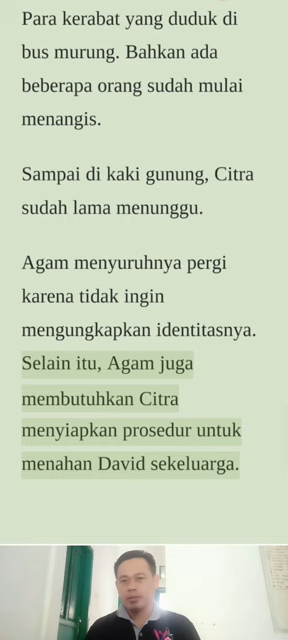 Para kerabat yang duduk di
bus murung. Bahkan ada
beberapa orang sudah mulai
menangis.
Sampai di kaki gunung, Citra
sudah lama menunggu.
Agam menyuruhnya pergi
karena tidak ingin
mengungkapkan identitasnya.
Selain itu, Agam juga
membutuhkan Citra
menyiapkan prosedur untuk
menahan David sekeluarga.